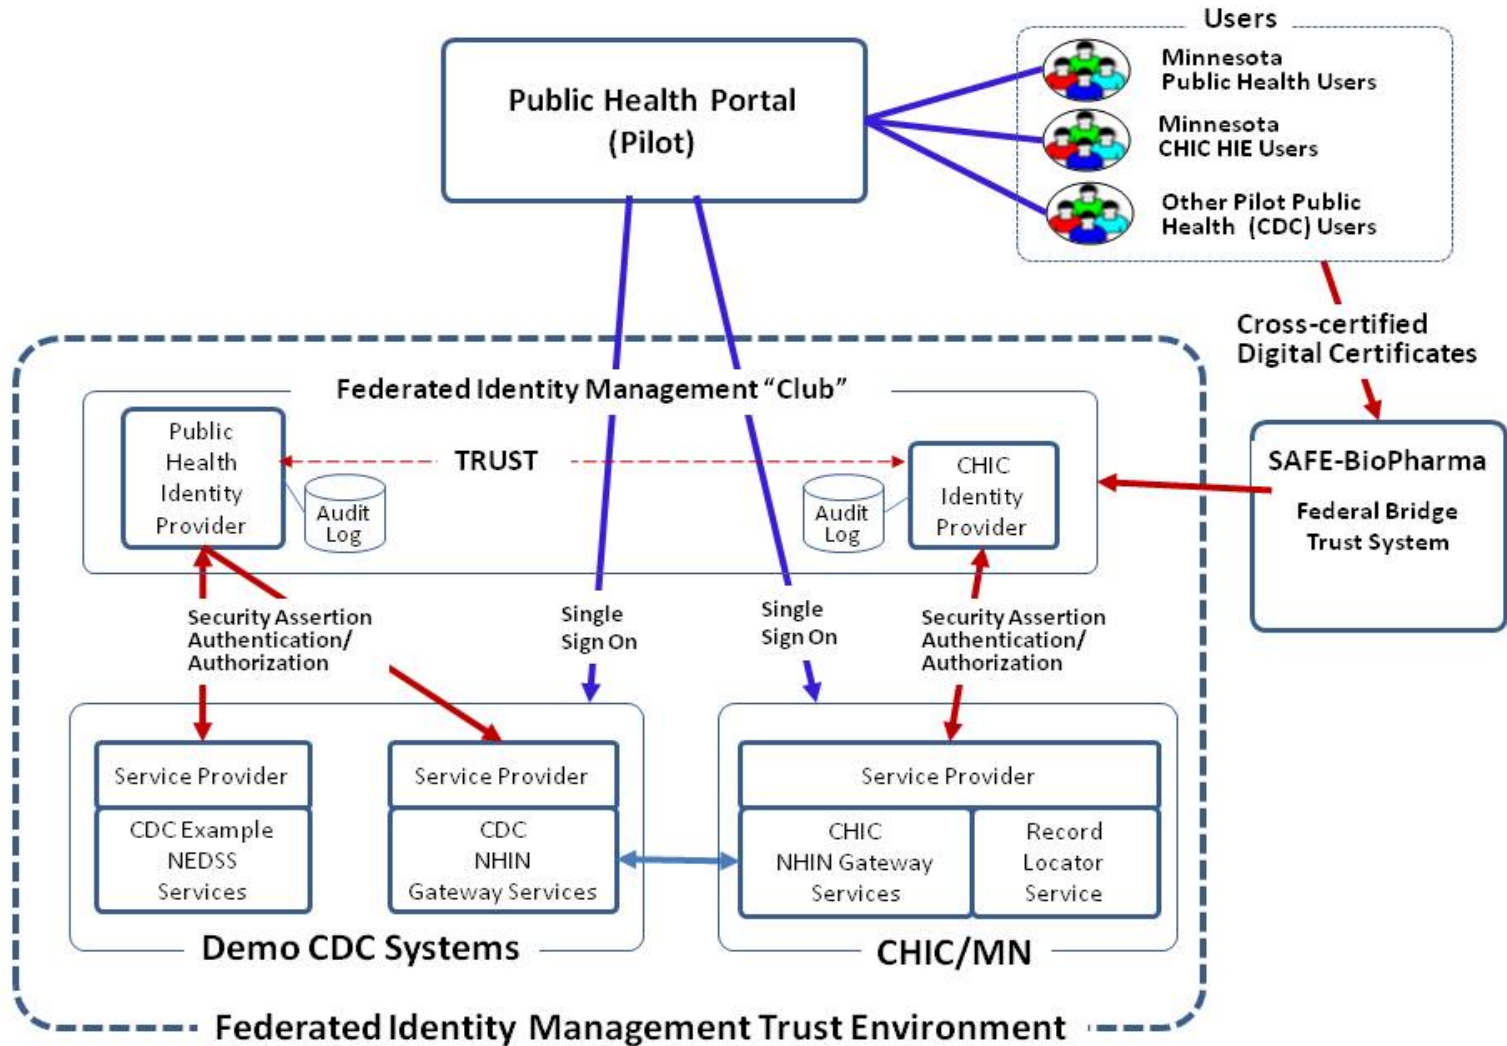 Users
Public Health Portal
(Pilot)
Minnesota
Public Health Users
Minnesota
CHIC HIE Users
Other Pilot Public
Health (CDC) Users
Cross-certified
Digital Certificates
SAFE-BioPharma
Federal Bridge
Trust System
Federated Identity Management “Club”
Public
Health
Identity
Provider
Audit
Log
TRUST
Audit
Log
CHIC
Identity
Provider
Security Assertion
Authentication/
Authorization
Single
Sign On
Single
Sign On
Security Assertion
Authentication/
Authorization
Service Provider
CDC Example
NEDSS
Services
Service Provider
CDC
NHIN
Gateway Services
Demo CDC Systems
Service Provider
CHIC
NHIN Gateway
Services
Record
Locator
Service
CHIC/MN
Federated Identity Management Trust Environment